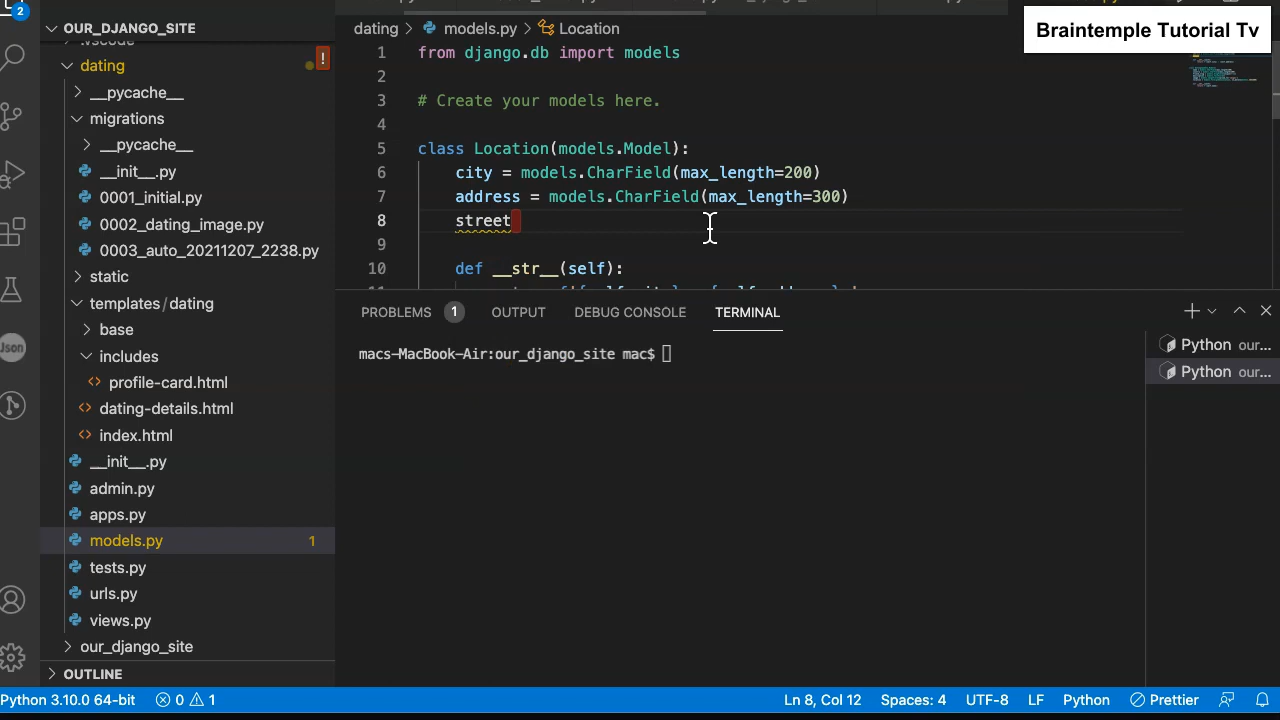 Braintemple Tutorial Tv
2
OUR_DJANGO_SITE
.vscode
dating
!
__pycache__
migrations
__pycache__
__init__.py
0001_initial.py
0002_dating_image.py
0003_auto_20211207_2238.py
static
templates / dating
base
includes
profile-card.html
dating-details.html
index.html
__init__.py
admin.py
apps.py
models.py 1
tests.py
urls.py
views.py
our_django_site
OUTLINE
Json
dating > models.py > Location
1 from django.db import models
2
3 # Create your models here.
4
5 class Location(models.Model):
6 city = models.CharField(max_length=200)
7 address = models.CharField(max_length=300)
8 street
9
10 def __str__(self):
PROBLEMS 1 OUTPUT DEBUG CONSOLE TERMINAL
macs-MacBook-Air:our_django_site mac$
Python our...
Python our...
Python 3.10.0 64-bit 0 1 Ln 8, Col 12 Spaces: 4 UTF-8 LF Python Prettier